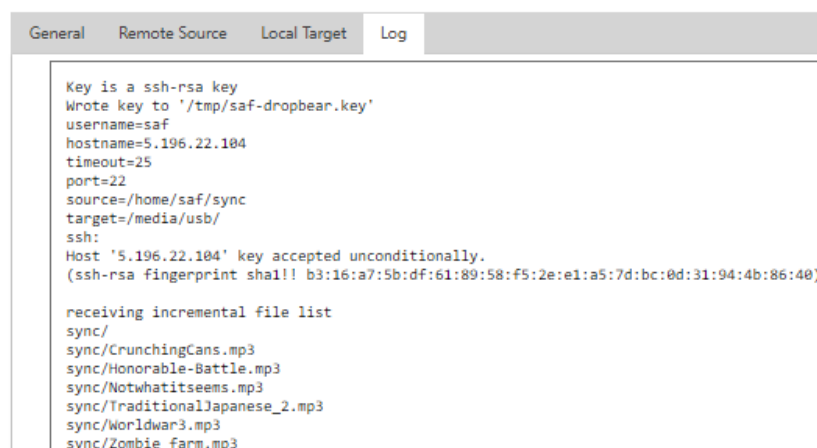 General Remote Source Local Target Log
Key is a ssh-rsa key
Wrote key to '/tmp/saf-dropbear.key'
username=saf
hostname=5.196.22.104
timeout=25
port=22
source=/home/saf/sync
target=/media/usb/
ssh:
Host '5.196.22.104' key accepted unconditionally.
(ssh-rsa fingerprint sha1!! b3:16:a7:5b:df:61:89:58:f5:2e:e1:a5:7d:bc:0d:31:94:4b:86:40)
receiving incremental file list
sync/
sync/CrunchingCans.mp3
sync/Honorable-Battle.mp3
sync/Notwhatitseems.mp3
sync/TraditionalJapanese_2.mp3
sync/Worldwar3.mp3
sync/Zombie_farm.mp3